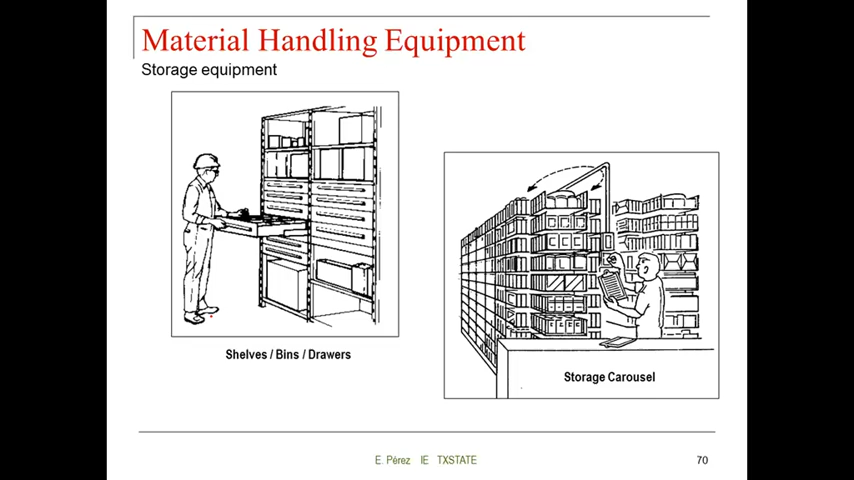 Material Handling Equipment
Storage equipment
Shelves / Bins / Drawers
Storage Carousel
E. Pérez IE TXSTATE
70